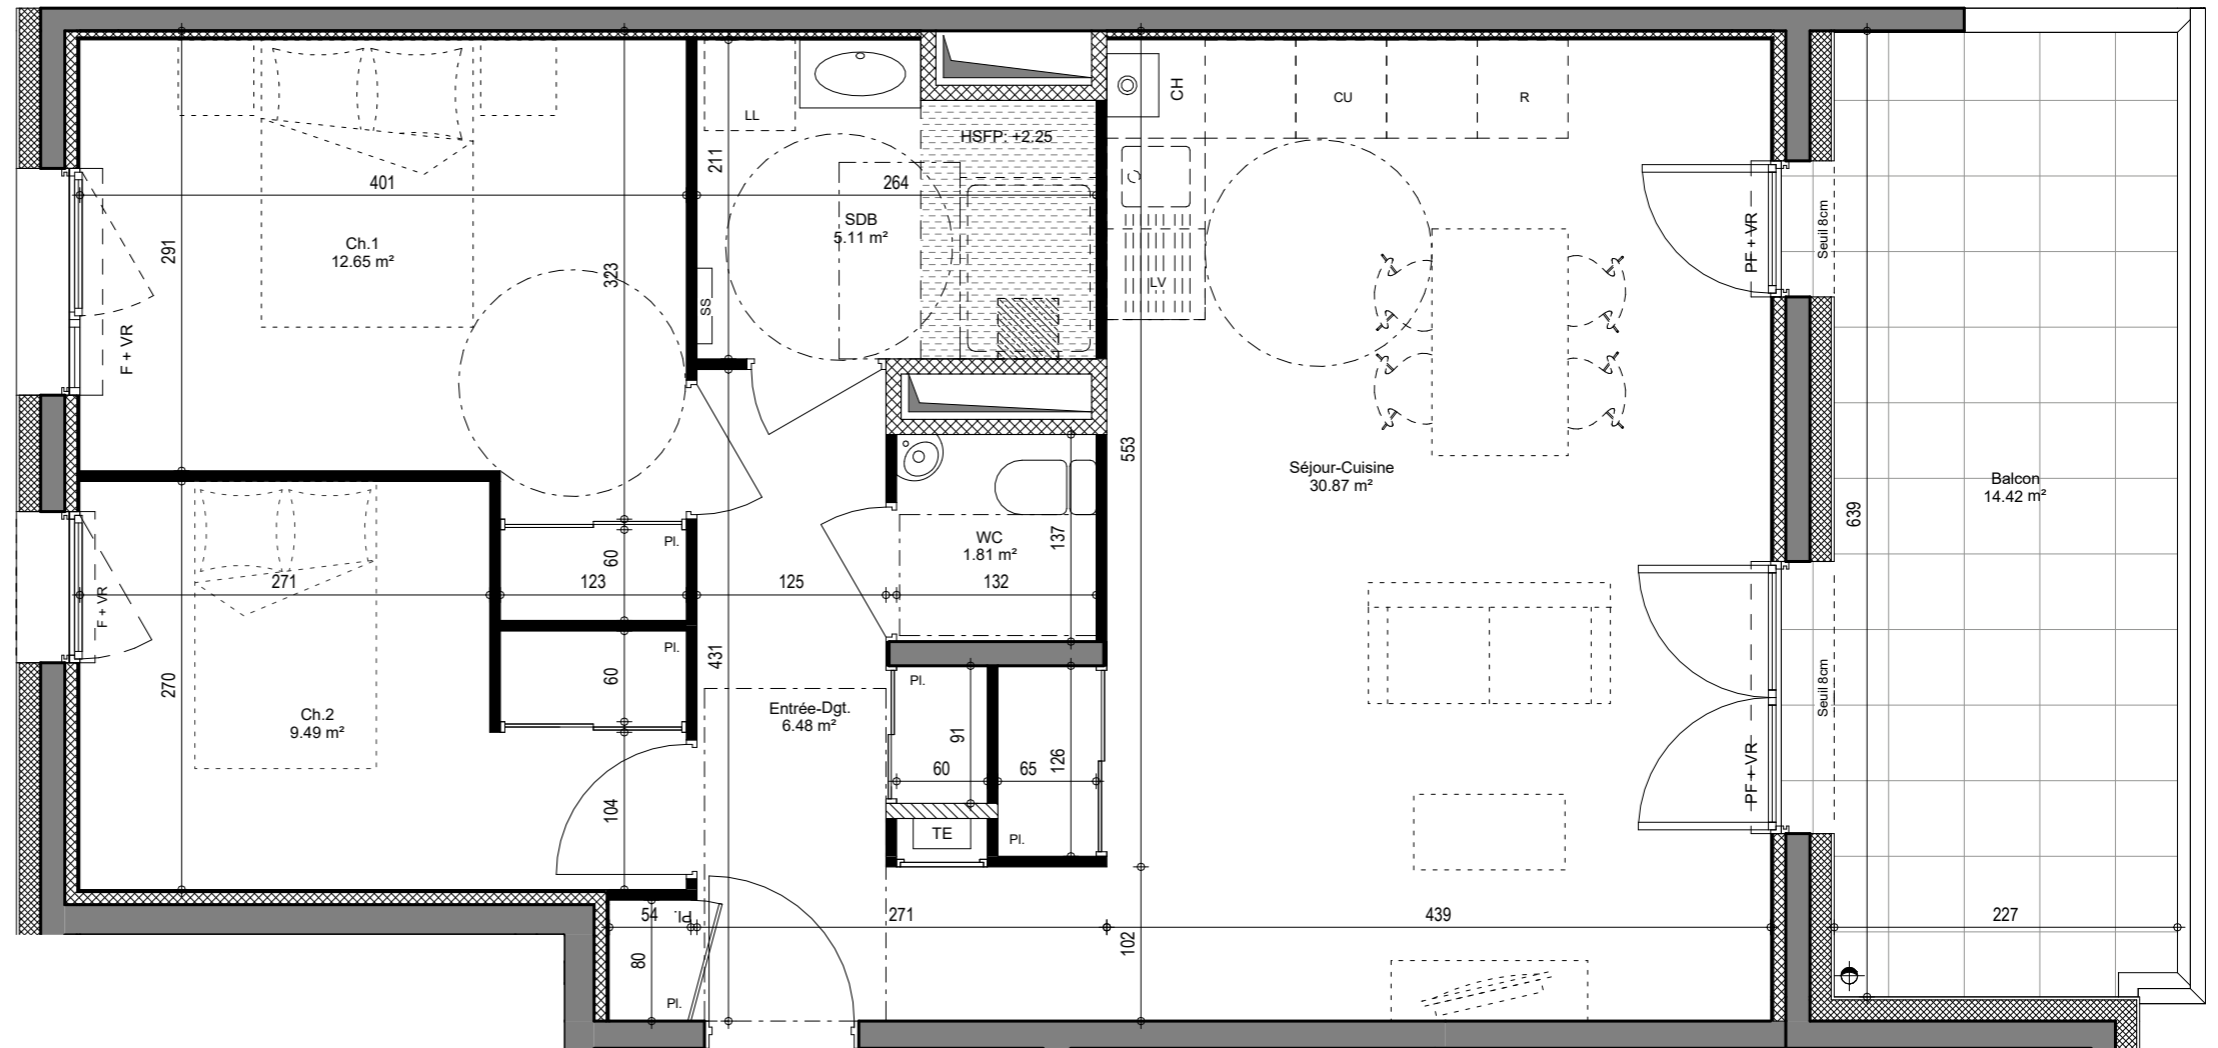 CH
CU
R
LL
HSFP: +2.25
211
401
264
SDB
5.11 m²
Ch.1
12.65 m²
291
323
F + VR
SS
LV
PF + VR
Seuil 8cm
553
Séjour-Cuisine
30.87 m²
Balcon
14.42 m²
639
Pl.
60
WC
1.81 m²
137
271
123
125
132
F + VR
Pl.
60
431
270
Pl.
Entrée-Dgt.
6.48 m²
Ch.2
9.49 m²
91
126
60
65
104
TE
Pl.
Seuil 8cm
PF + VR
54
Pl.
271
439
227
102
80
Pl.